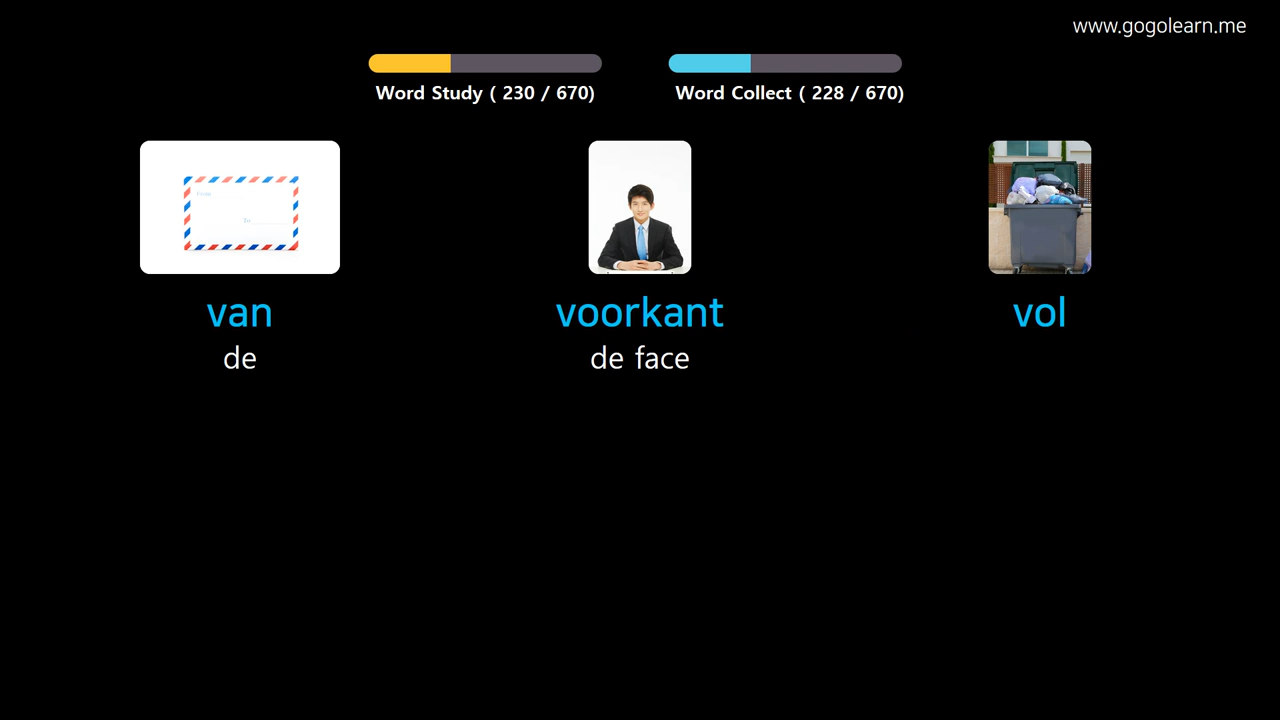 www.gogolearn.me
Word Study ( 230 / 670)
Word Collect ( 228 / 670)
van
voorkant
vol
de
de face